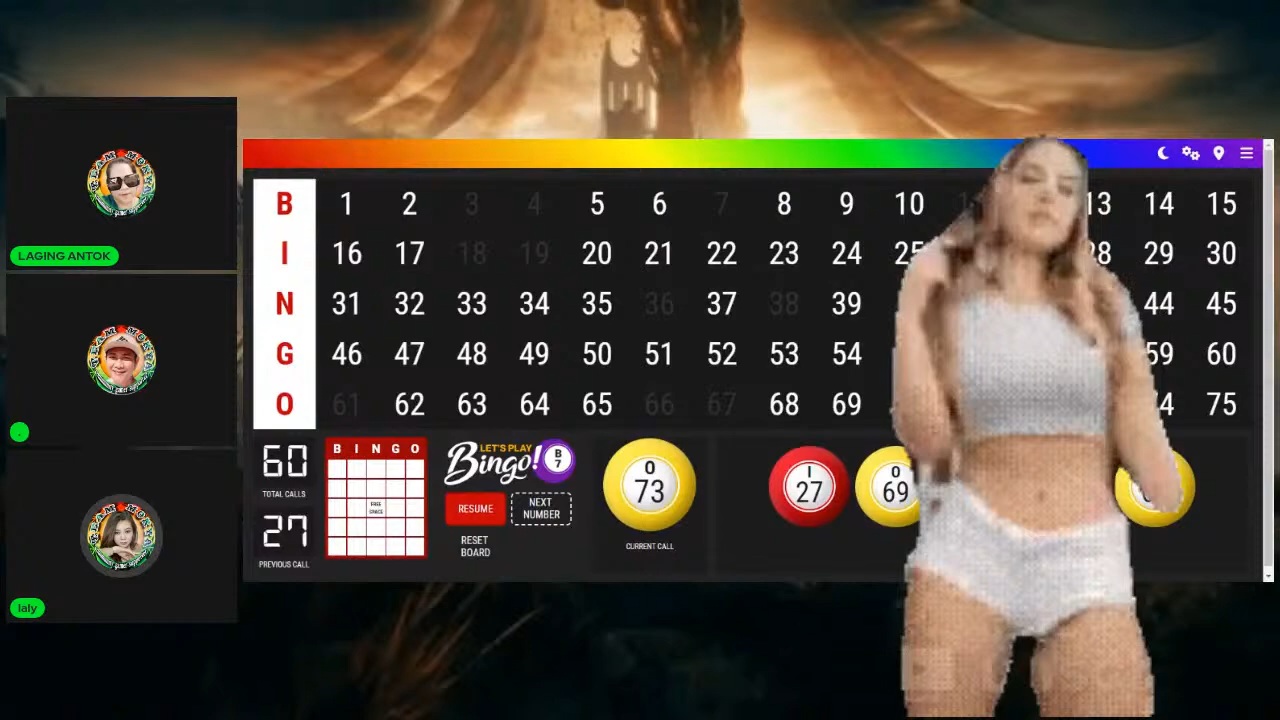 LAGING ANTOK
.
laly
B 1 2 3 4 5 6 7 8 9 10 13 14 15
I 16 17 18 19 20 21 22 23 24 25 28 29 30
N 31 32 33 34 35 36 37 38 39 44 45
G 46 47 48 49 50 51 52 53 54 59 60
O 61 62 63 64 65 66 67 68 69 75
60
TOTAL CALLS
27
PREVIOUS CALL
B I N G O
FREE
SPACE
LET'S PLAY
Bingo!
B
7
RESUME
NEXT
NUMBER
RESET
BOARD
O
73
CURRENT CALL
I
27
O
69